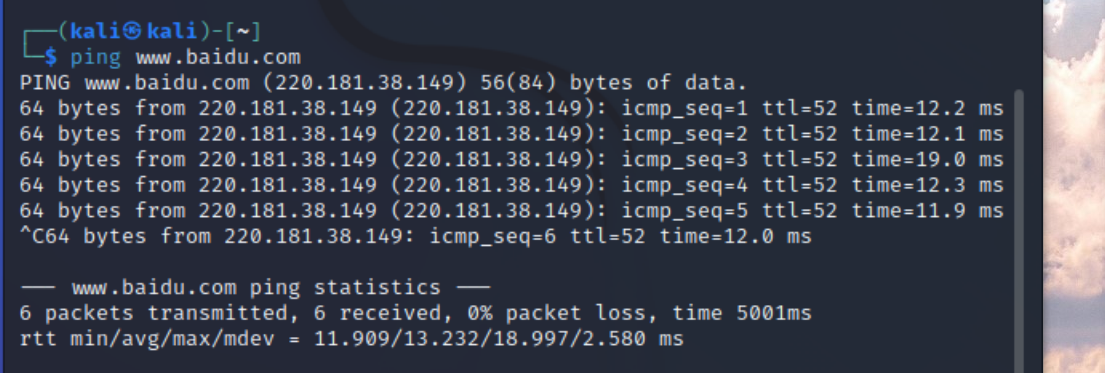 ┌──(kali㉿kali)-[~]
└─$ ping www.baidu.com
PING www.baidu.com (220.181.38.149) 56(84) bytes of data.
64 bytes from 220.181.38.149 (220.181.38.149): icmp_seq=1 ttl=52 time=12.2 ms
64 bytes from 220.181.38.149 (220.181.38.149): icmp_seq=2 ttl=52 time=12.1 ms
64 bytes from 220.181.38.149 (220.181.38.149): icmp_seq=3 ttl=52 time=19.0 ms
64 bytes from 220.181.38.149 (220.181.38.149): icmp_seq=4 ttl=52 time=12.3 ms
64 bytes from 220.181.38.149 (220.181.38.149): icmp_seq=5 ttl=52 time=11.9 ms
^C64 bytes from 220.181.38.149: icmp_seq=6 ttl=52 time=12.0 ms
--- www.baidu.com ping statistics ---
6 packets transmitted, 6 received, 0% packet loss, time 5001ms
rtt min/avg/max/mdev = 11.909/13.232/18.997/2.580 ms